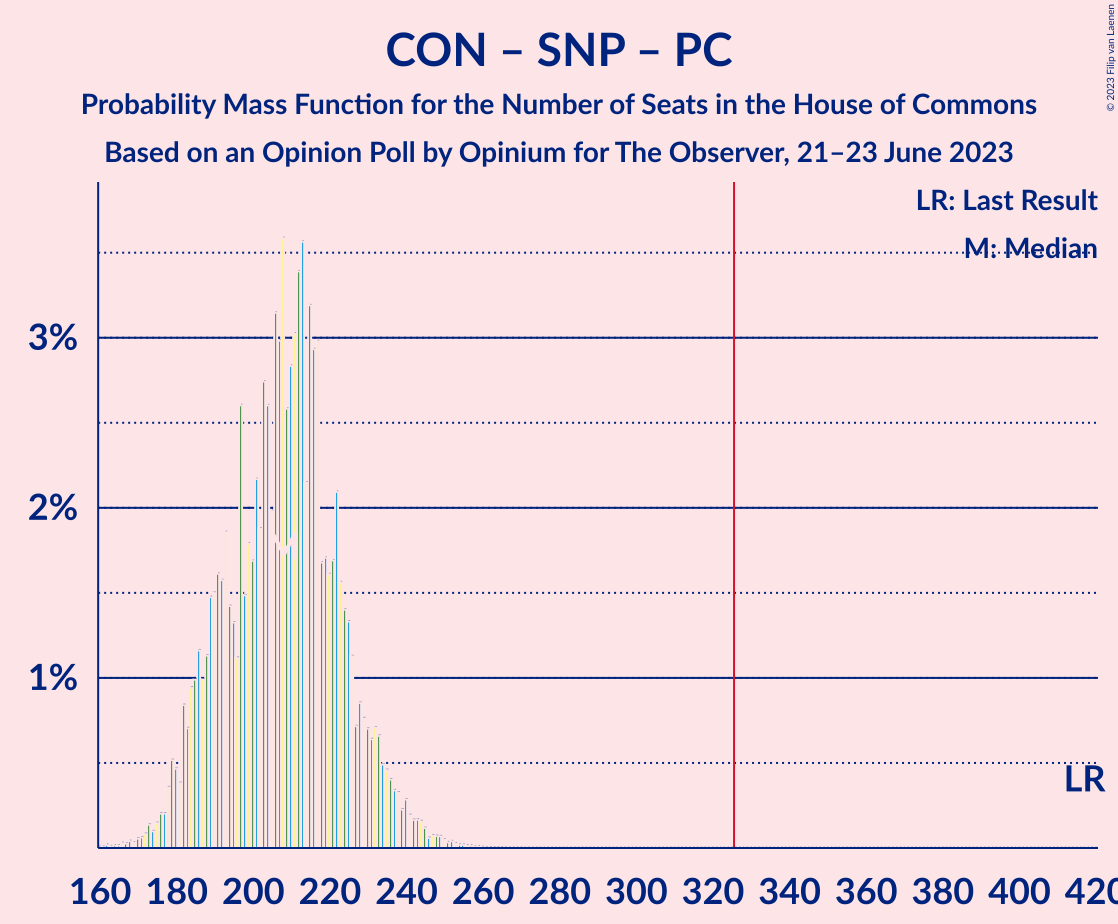 CON – SNP – PC
Probability Mass Function for the Number of Seats in the House of Commons
Based on an Opinion Poll by Opinium for The Observer, 21–23 June 2023
© 2023 Filip van Laenen
LR: Last Result
M: Median
3%
2%
1%
LR
160 180 200 220 240 260 280 300 320 340 360 380 400 420